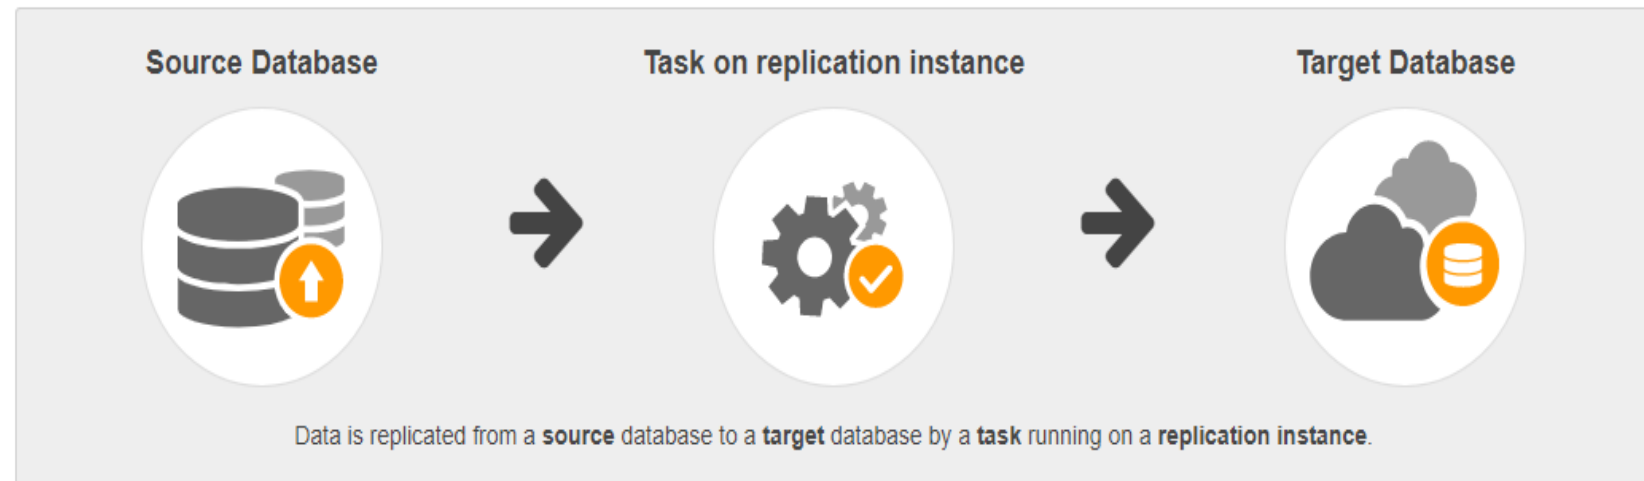 Source Database
Task on replication instance
Target Database
Data is replicated from a source database to a target database by a task running on a replication instance.